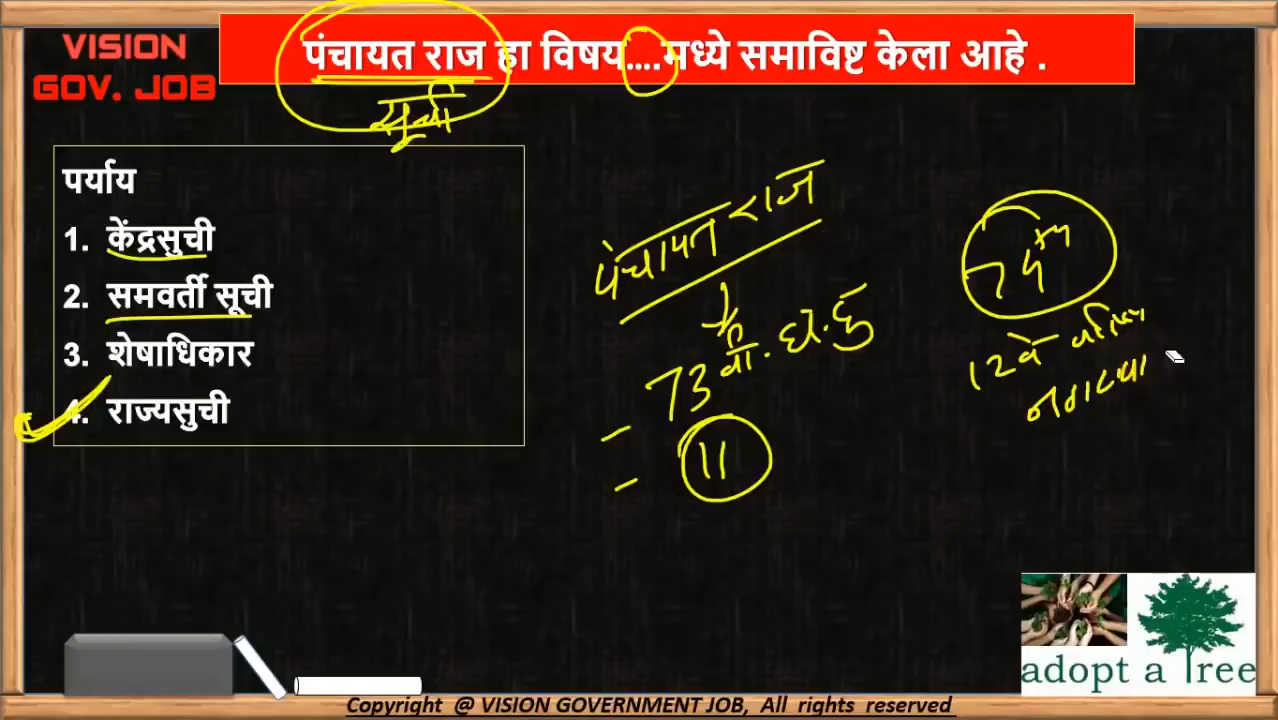 VISION
GOV. JOB
पंचायत राज हा विषय....मध्ये समाविष्ट केला आहे .
सूची
पर्याय
1. केंद्रसुची
2. समवर्ती सूची
3. शेषाधिकार
4. राज्यसुची
पंचायत राज
73 वी. घ. दु
= 11
=
74
12 वे
नगरपा
adopt a Tree
Copyright @ VISION GOVERNMENT JOB, All rights reserved